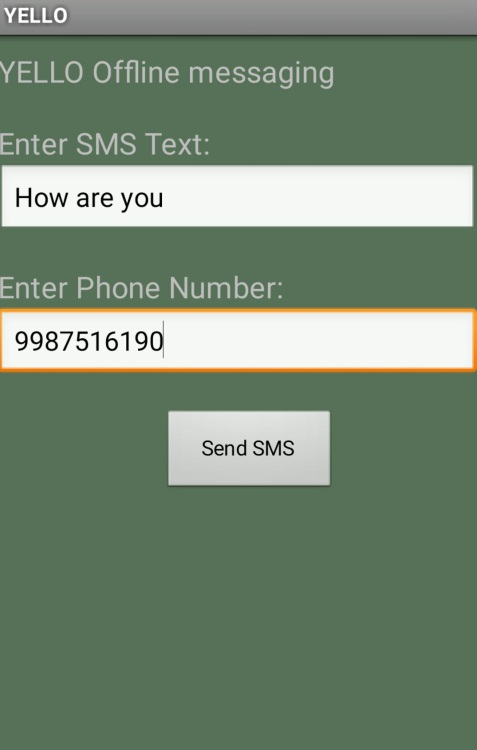 YELLO
YELLO Offline messaging
Enter SMS Text:
How are you
Enter Phone Number:
9987516190
Send SMS